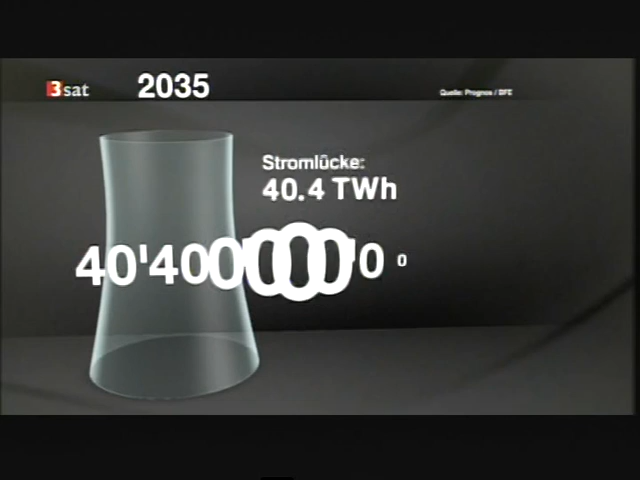 3sat
2035
Quelle: Prognos / BFE
Stromlücke:
40.4 TWh
40'400